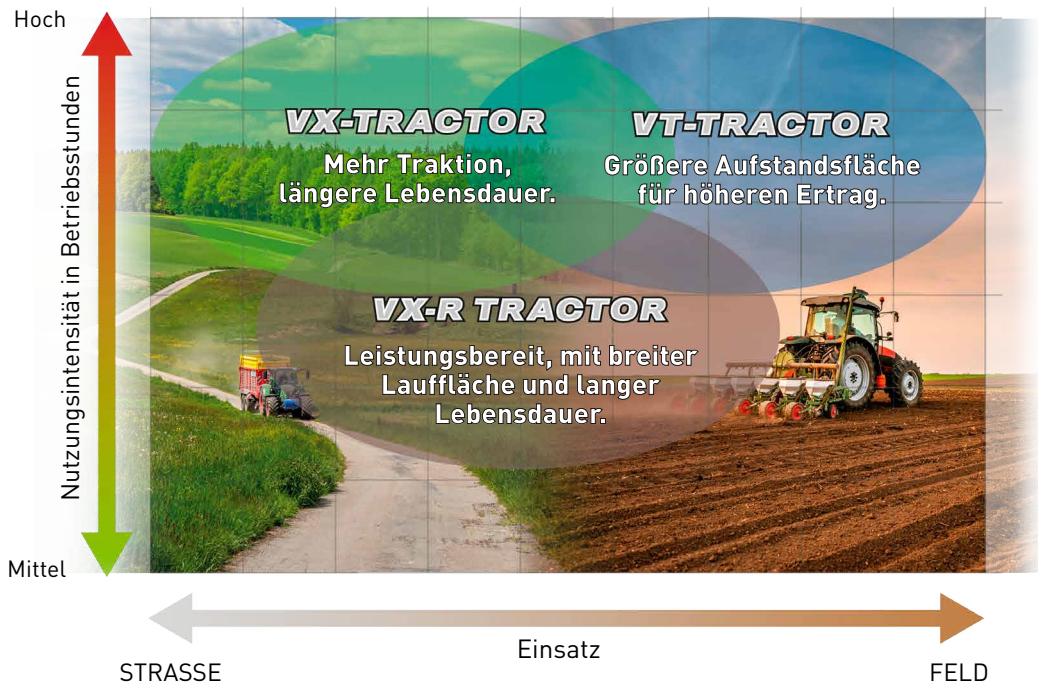 Hoch
Nutzungsintensität in Betriebsstunden
Mittel
VX-TRACTOR
Mehr Traktion,
längere Lebensdauer.
VT-TRACTOR
Größere Aufstandsfläche
für höheren Ertrag.
VX-R TRACTOR
Leistungsbereit, mit breiter
Lauffläche und langer
Lebensdauer.
Einsatz
STRASSE
FELD